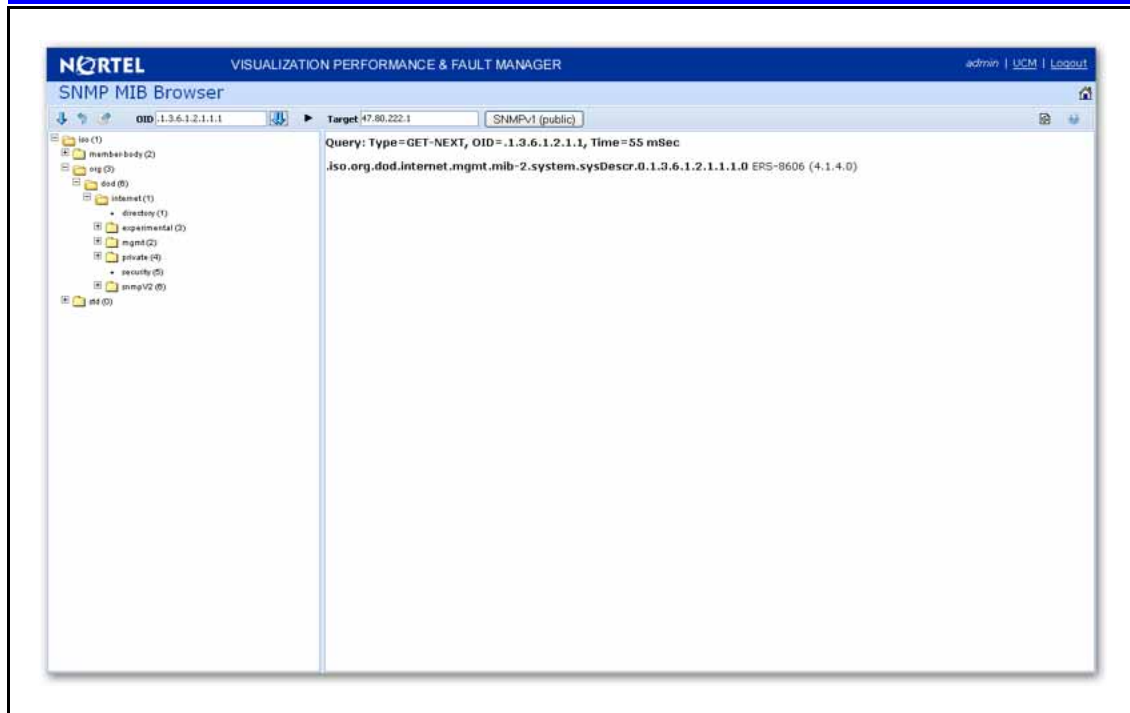 NORTEL VISUALIZATION PERFORMANCE & FAULT MANAGER admin | UCM | Logout
SNMP MIB Browser
OID .1.3.6.1.2.1.1.1 Target 47.80.222.1 SNMPv1 (public)
iso (1)
member-body (2)
org (3)
dod (6)
internet (1)
directory (1)
experimental (3)
mgmt (2)
private (4)
security (5)
snmpV2 (6)
std (0)
Query: Type=GET-NEXT, OID=.1.3.6.1.2.1.1, Time=55 mSec
.iso.org.dod.internet.mgmt.mib-2.system.sysDescr.0.1.3.6.1.2.1.1.1.0 ERS-8606 (4.1.4.0)